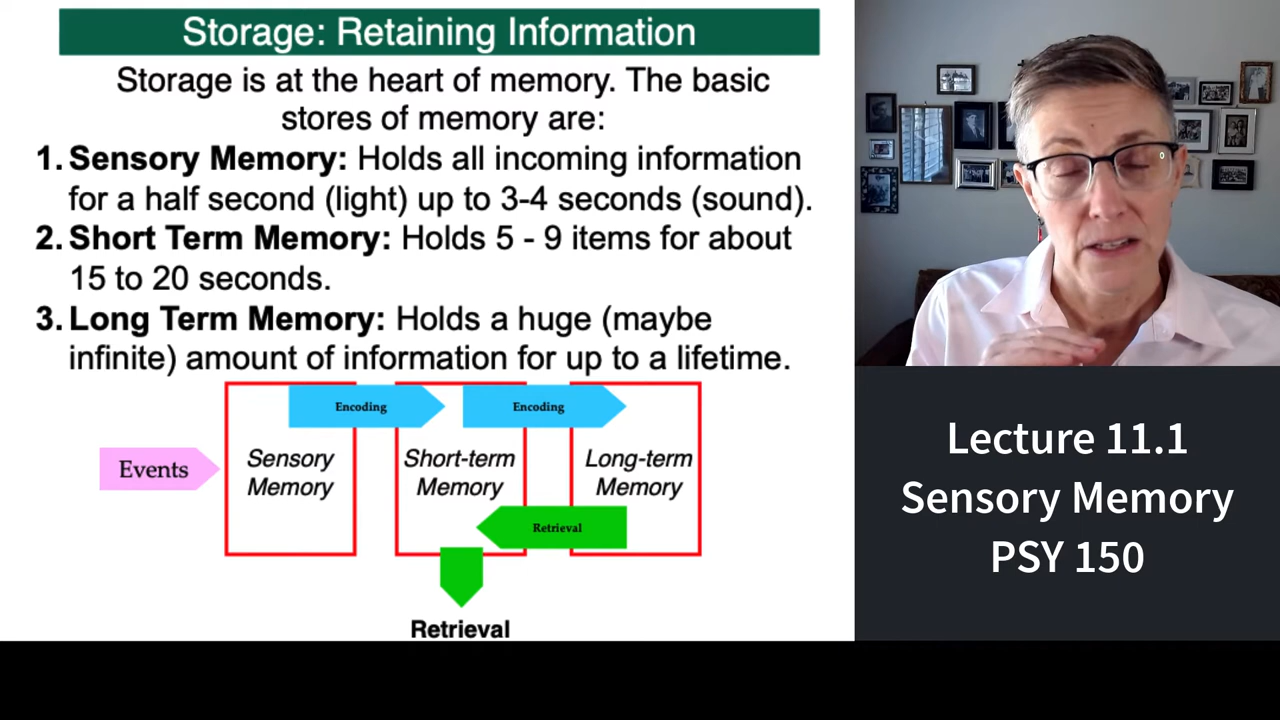 Storage: Retaining Information
Storage is at the heart of memory. The basic
stores of memory are:
1. Sensory Memory: Holds all incoming information
for a half second (light) up to 3-4 seconds (sound).
2. Short Term Memory: Holds 5 - 9 items for about
15 to 20 seconds.
3. Long Term Memory: Holds a huge (maybe
infinite) amount of information for up to a lifetime.
Encoding
Encoding
Events
Sensory
Memory
Short-term
Memory
Long-term
Memory
Retrieval
Retrieval
Lecture 11.1
Sensory Memory
PSY 150